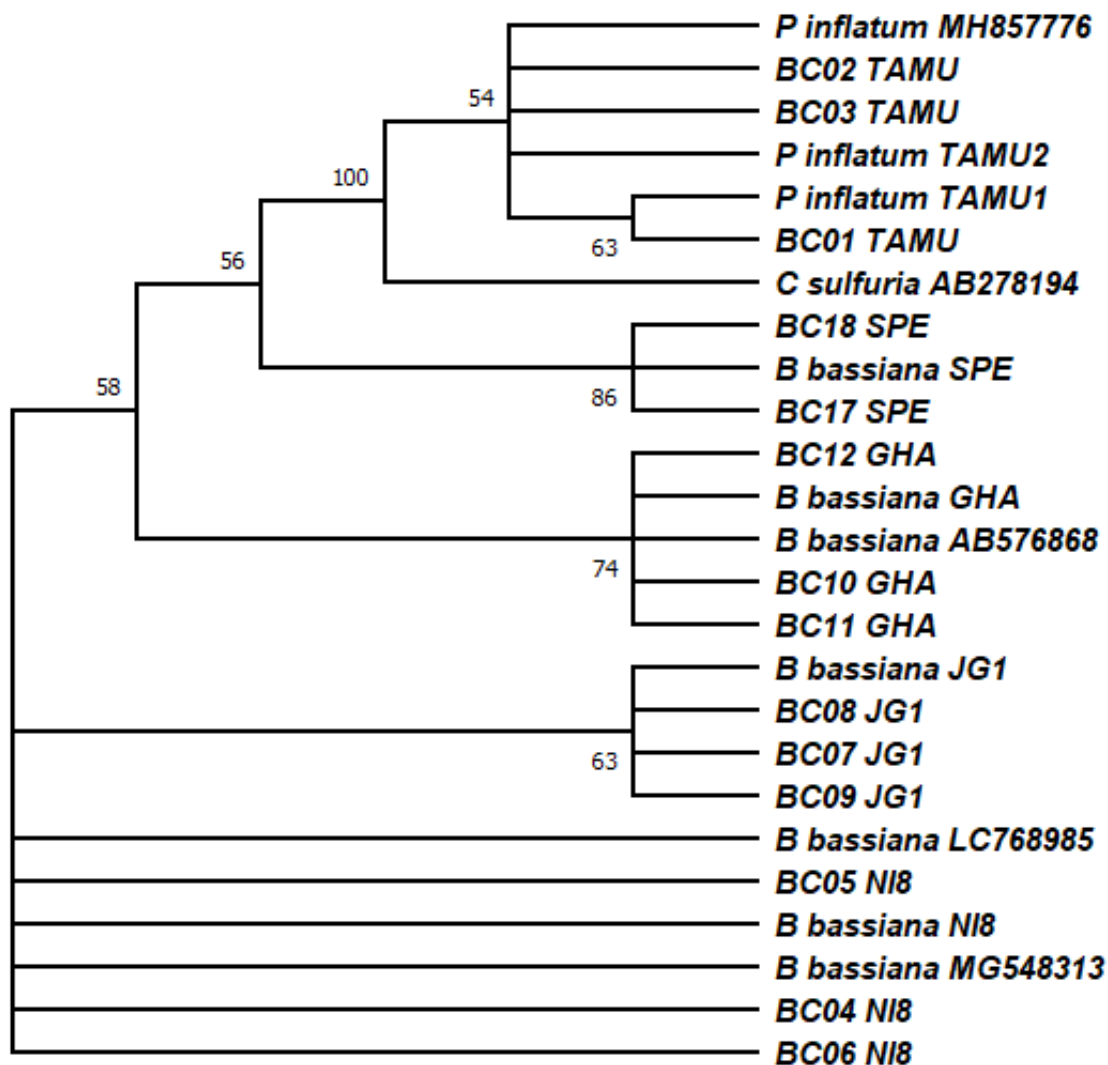 P inflatum MH857776
BC02 TAMU
54
BC03 TAMU
P inflatum TAMU2
100
P inflatum TAMU1
BC01 TAMU
63
56
C sulfuria AB278194
BC18 SPE
B bassiana SPE
58
86
BC17 SPE
BC12 GHA
B bassiana GHA
B bassiana AB576868
74
BC10 GHA
BC11 GHA
B bassiana JG1
BC08 JG1
BC07 JG1
63
BC09 JG1
B bassiana LC768985
BC05 NI8
B bassiana NI8
B bassiana MG548313
BC04 NI8
BC06 NI8